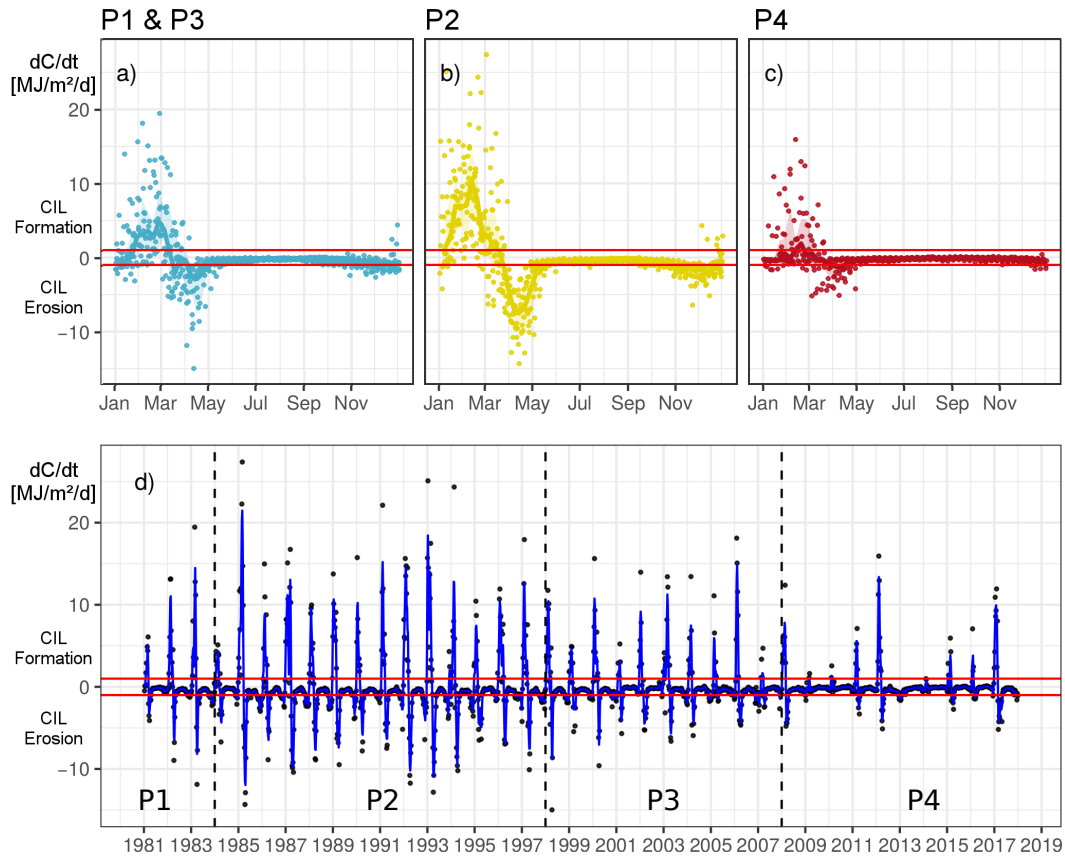 P1 & P3
P2
P4
dC/dt
[MJ/m²/d]
a)
b)
c)
20
10
CIL
Formation
0
CIL
Erosion
−10
Jan Mar May Jul Sep Nov
Jan Mar May Jul Sep Nov
Jan Mar May Jul Sep Nov
dC/dt
[MJ/m²/d]
d)
20
10
CIL
Formation
0
CIL
Erosion
−10
P1
P2
P3
P4
1981 1983 1985 1987 1989 1991 1993 1995 1997 1999 2001 2003 2005 2007 2009 2011 2013 2015 2017 2019